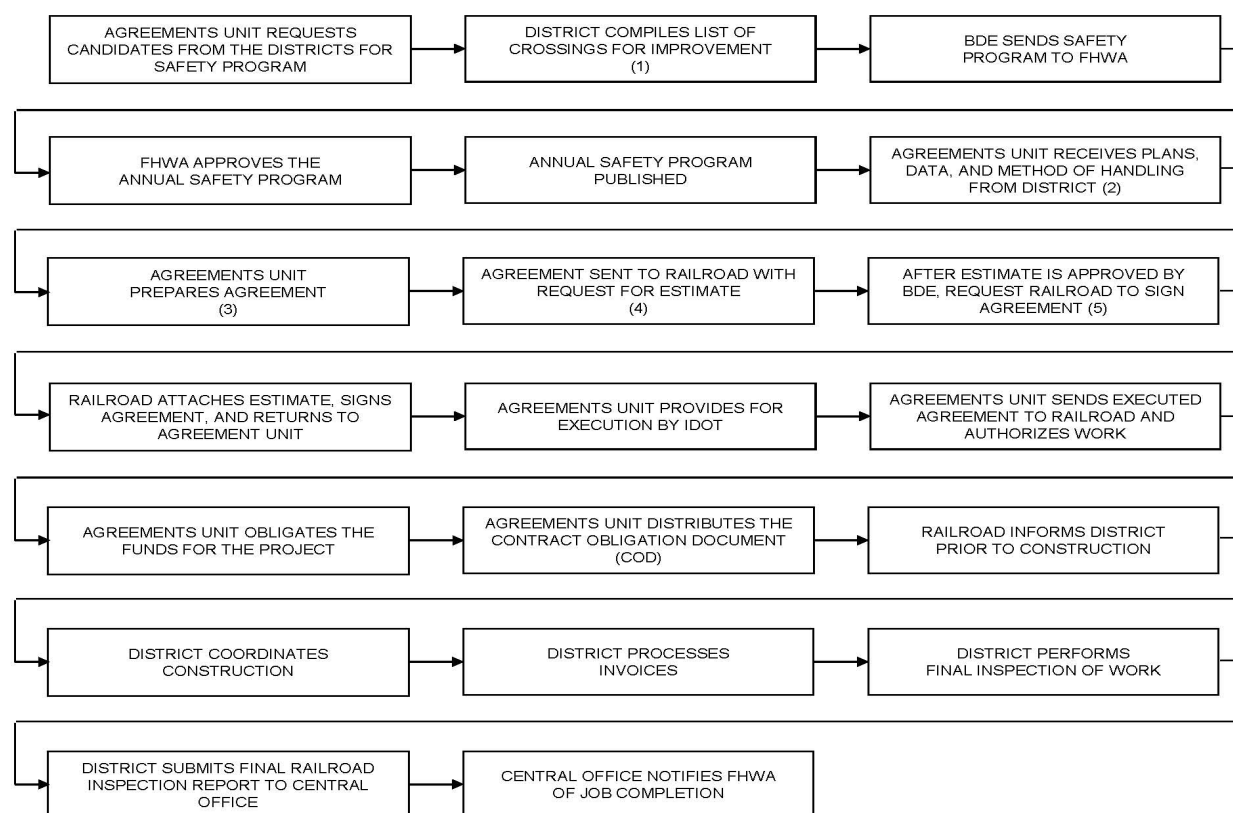 AGREEMENTS UNIT REQUESTS
CANDIDATES FROM THE DISTRICTS FOR
SAFETY PROGRAM
DISTRICT COMPILES LIST OF
CROSSINGS FOR IMPROVEMENT
(1)
BDE SENDS SAFETY
PROGRAM TO FHWA
FHWA APPROVES THE
ANNUAL SAFETY PROGRAM
ANNUAL SAFETY PROGRAM
PUBLISHED
AGREEMENTS UNIT RECEIVES PLANS,
DATA, AND METHOD OF HANDLING
FROM DISTRICT (2)
AGREEMENTS UNIT
PREPARES AGREEMENT
(3)
AGREEMENT SENT TO RAILROAD WITH
REQUEST FOR ESTIMATE
(4)
AFTER ESTIMATE IS APPROVED BY
BDE, REQUEST RAILROAD TO SIGN
AGREEMENT (5)
RAILROAD ATTACHES ESTIMATE, SIGNS
AGREEMENT, AND RETURNS TO
AGREEMENT UNIT
AGREEMENTS UNIT PROVIDES FOR
EXECUTION BY IDOT
AGREEMENTS UNIT SENDS EXECUTED
AGREEMENT TO RAILROAD AND
AUTHORIZES WORK
AGREEMENTS UNIT OBLIGATES THE
FUNDS FOR THE PROJECT
AGREEMENTS UNIT DISTRIBUTES THE
CONTRACT OBLIGATION DOCUMENT
(COD)
RAILROAD INFORMS DISTRICT
PRIOR TO CONSTRUCTION
DISTRICT COORDINATES
CONSTRUCTION
DISTRICT PROCESSES
INVOICES
DISTRICT PERFORMS
FINAL INSPECTION OF WORK
DISTRICT SUBMITS FINAL RAILROAD
INSPECTION REPORT TO CENTRAL
OFFICE
CENTRAL OFFICE NOTIFIES FHWA
OF JOB COMPLETION